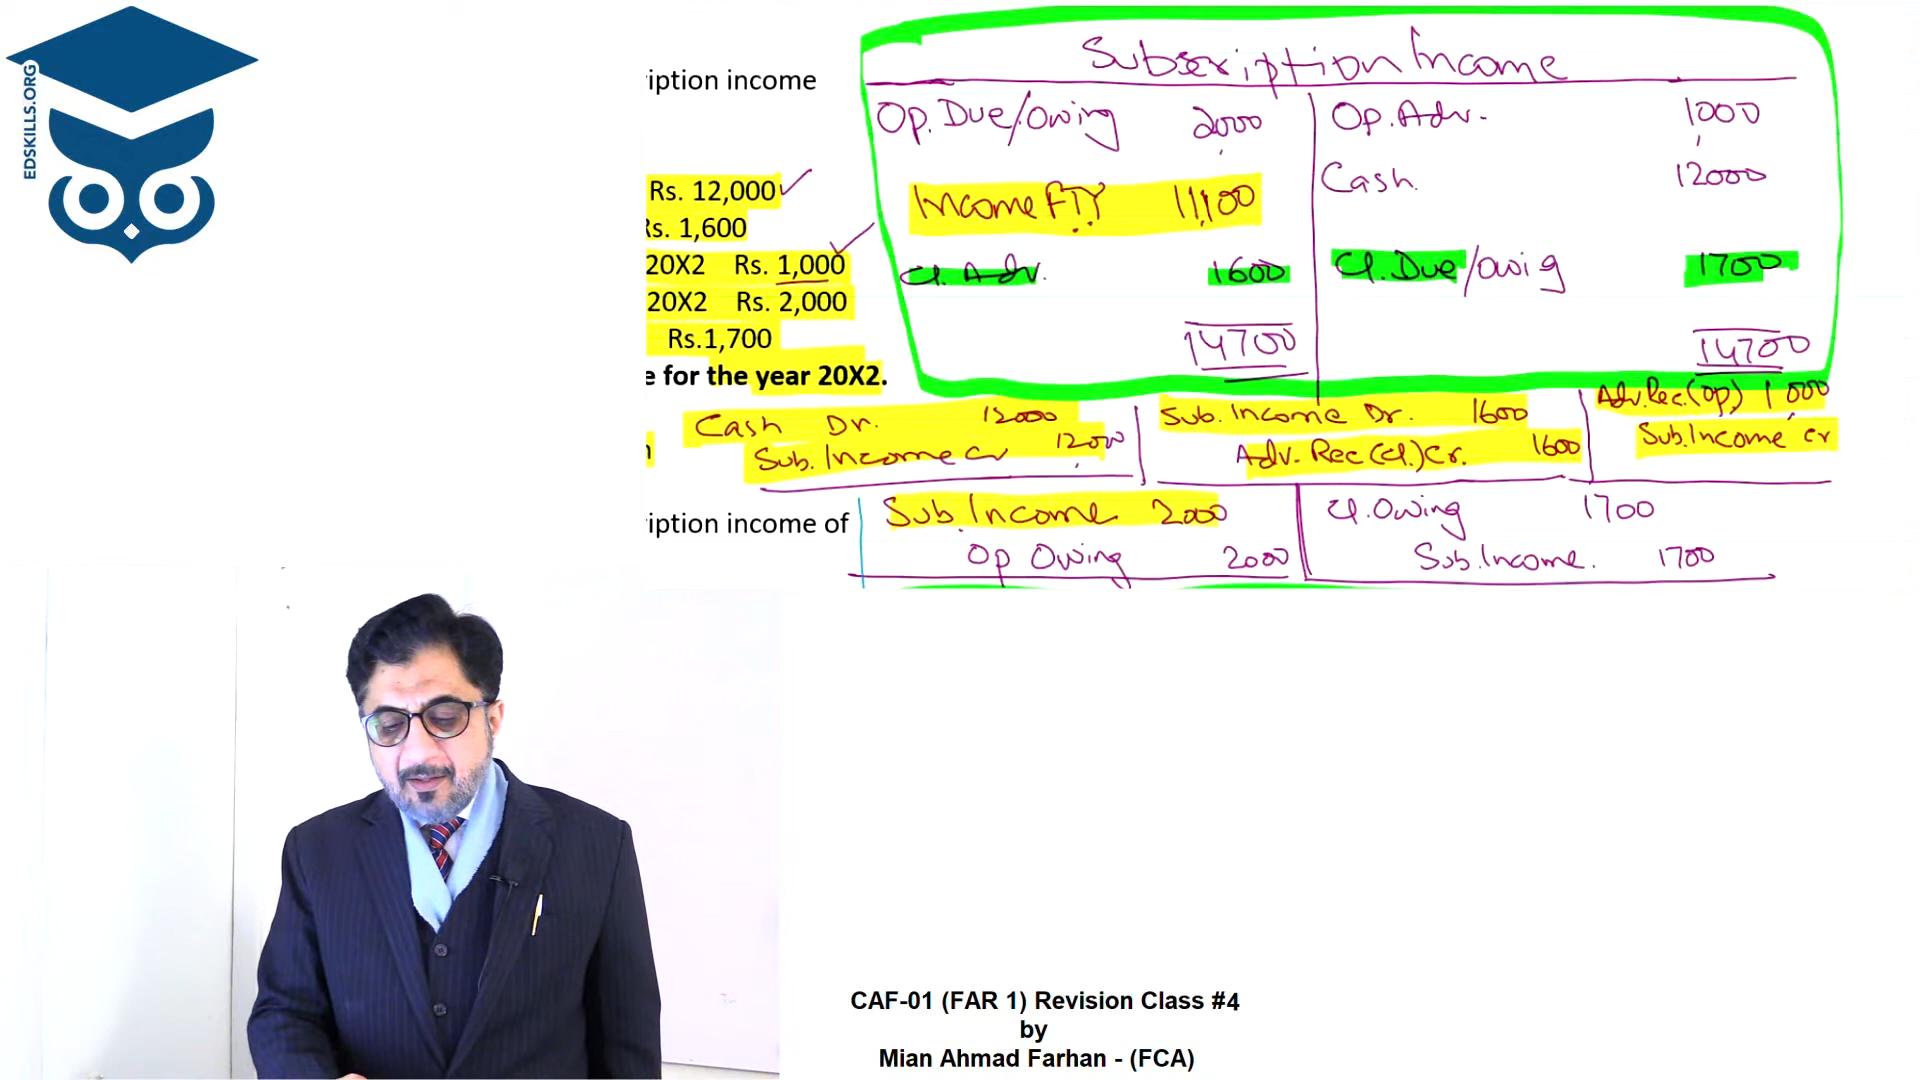 EDSKILLS.ORG
iption income
Rs. 12,000
Rs. 1,600
20X2 Rs. 1,000
20X2 Rs. 2,000
Rs.1,700
e for the year 20X2.
iption income of
Subscription Income
Op. Due/Owing 2000 Op. Adv. 1000
Cash 12000
Income FTY 11,100
Cl. Adv. 1600 Cl. Due/owing 1700
14700 14700
Cash Dr. 12000
Sub. Income Cr 12000
Sub. Income Dr. 1600
Adv. Rec (Cl.) Cr. 1600
Adv. Rec. (Op) 1000
Sub. Income Cr
Sub. Income 2000
Op Owing 2000
Cl. Owing 1700
Sub. Income. 1700
CAF-01 (FAR 1) Revision Class #4
by
Mian Ahmad Farhan - (FCA)